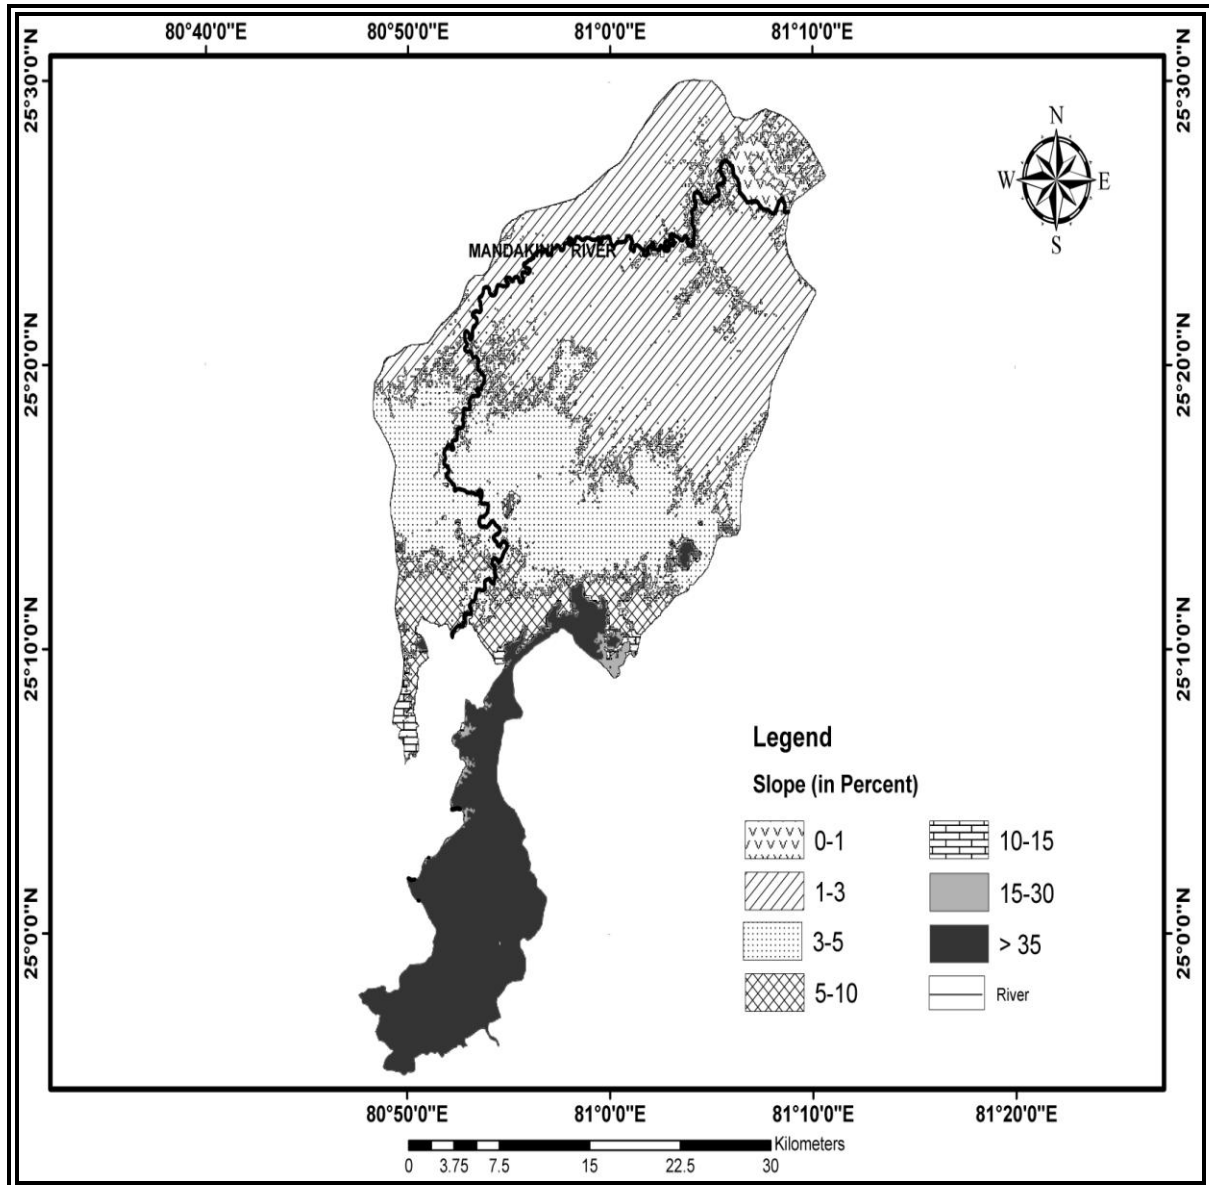 80°40'0"E 80°50'0"E 81°0'0"E 81°10'0"E
25°30'0"N 25°30'0"N
N
W E
S
MANDAKINI RIVER
25°20'0"N 25°20'0"N
25°10'0"N 25°10'0"N
Legend
Slope (in Percent)
0-1 10-15
1-3 15-30
3-5 > 35
5-10 River
25°0'0"N 25°0'0"N
80°50'0"E 81°0'0"E 81°10'0"E 81°20'0"E
Kilometers
0 3.75 7.5 15 22.5 30